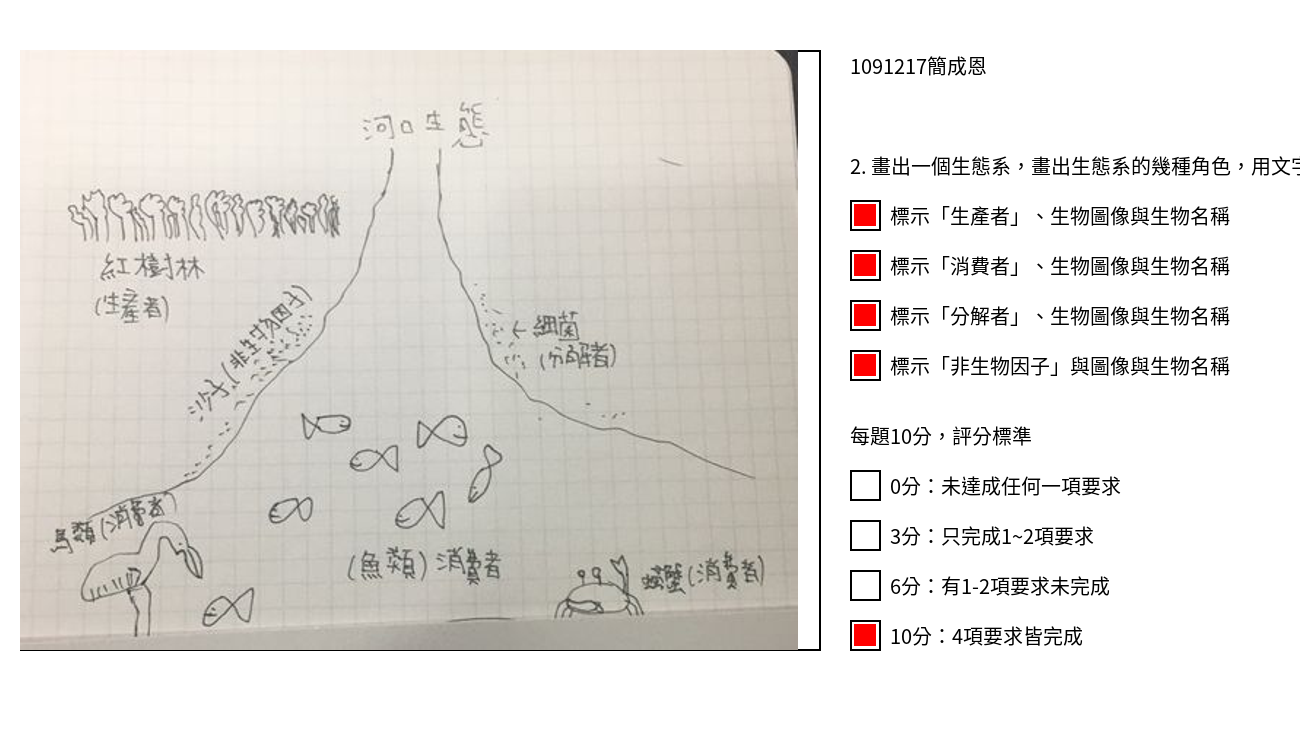 河口生態
紅樹林
(生產者)
沙子(非生物因子)
←細菌
(分解者)
鳥類(消費者)
(魚類)消費者
螃蟹(消費者)
1091217簡成恩
2. 畫出一個生態系，畫出生態系的幾種角色，用文字
標示「生產者」、生物圖像與生物名稱
標示「消費者」、生物圖像與生物名稱
標示「分解者」、生物圖像與生物名稱
標示「非生物因子」與圖像與生物名稱
每題10分，評分標準
0分：未達成任何一項要求
3分：只完成1~2項要求
6分：有1-2項要求未完成
10分：4項要求皆完成